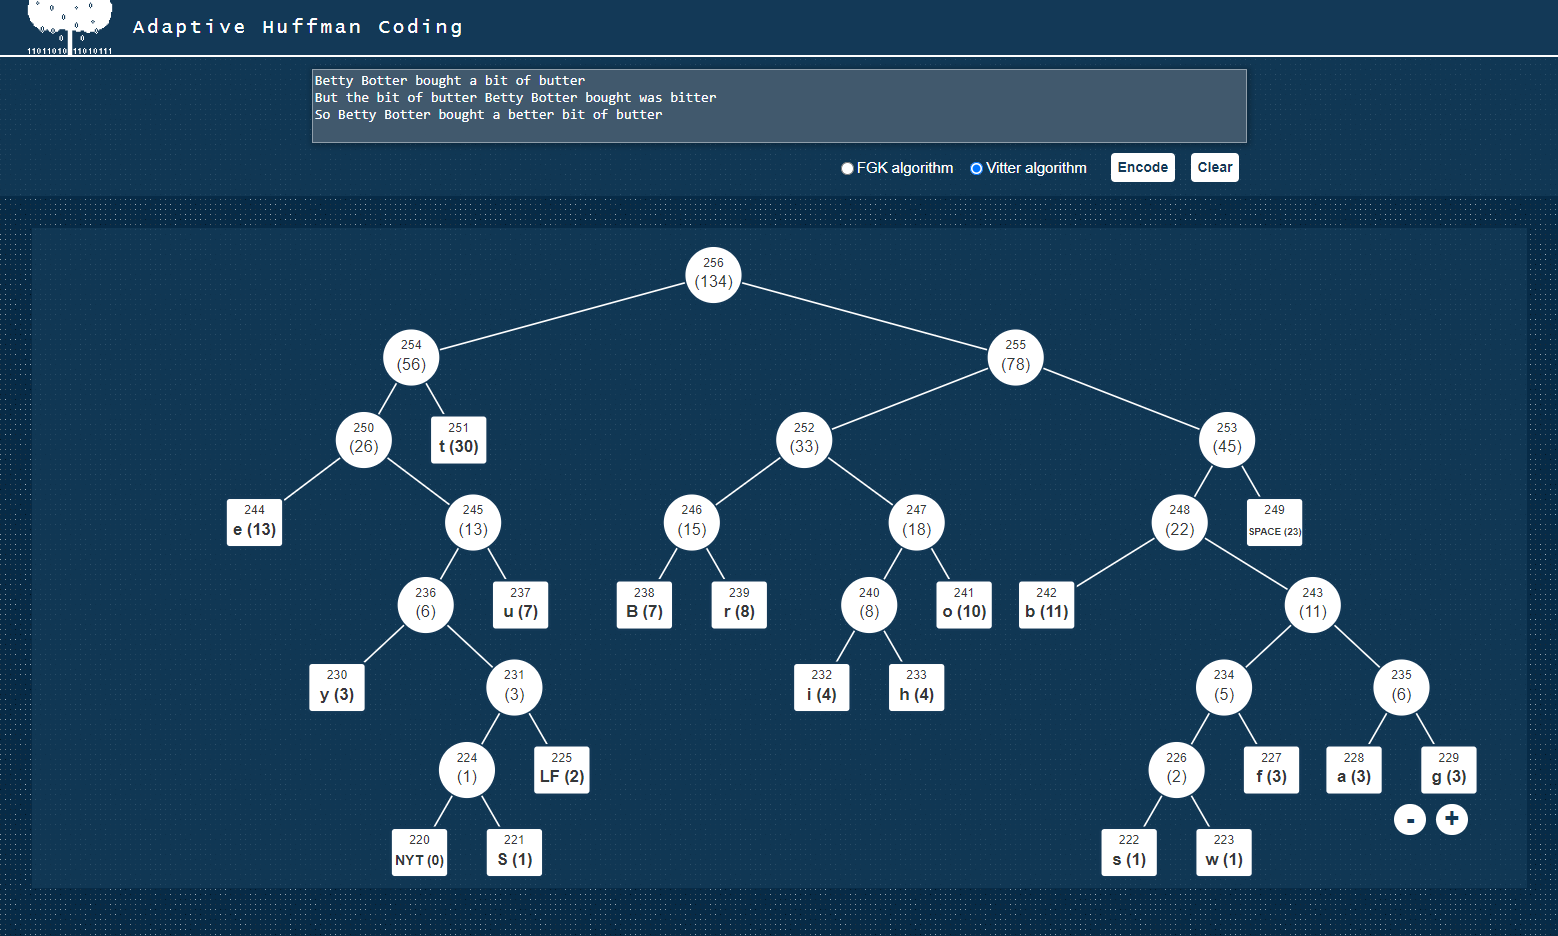 11011010 11010111
Adaptive Huffman Coding
Betty Botter bought a bit of butter
But the bit of butter Betty Botter bought was bitter
So Betty Botter bought a better bit of butter
FGK algorithm Vitter algorithm Encode Clear
256
(134)
254
(56)
255
(78)
250
(26)
251
t (30)
252
(33)
253
(45)
244
e (13)
245
(13)
246
(15)
247
(18)
248
(22)
249
SPACE (23)
236
(6)
237
u (7)
238
B (7)
239
r (8)
240
(8)
241
o (10)
242
b (11)
243
(11)
230
y (3)
231
(3)
232
i (4)
233
h (4)
234
(5)
235
(6)
224
(1)
225
LF (2)
226
(2)
227
f (3)
228
a (3)
229
g (3)
- +
220
NYT (0)
221
S (1)
222
s (1)
223
w (1)